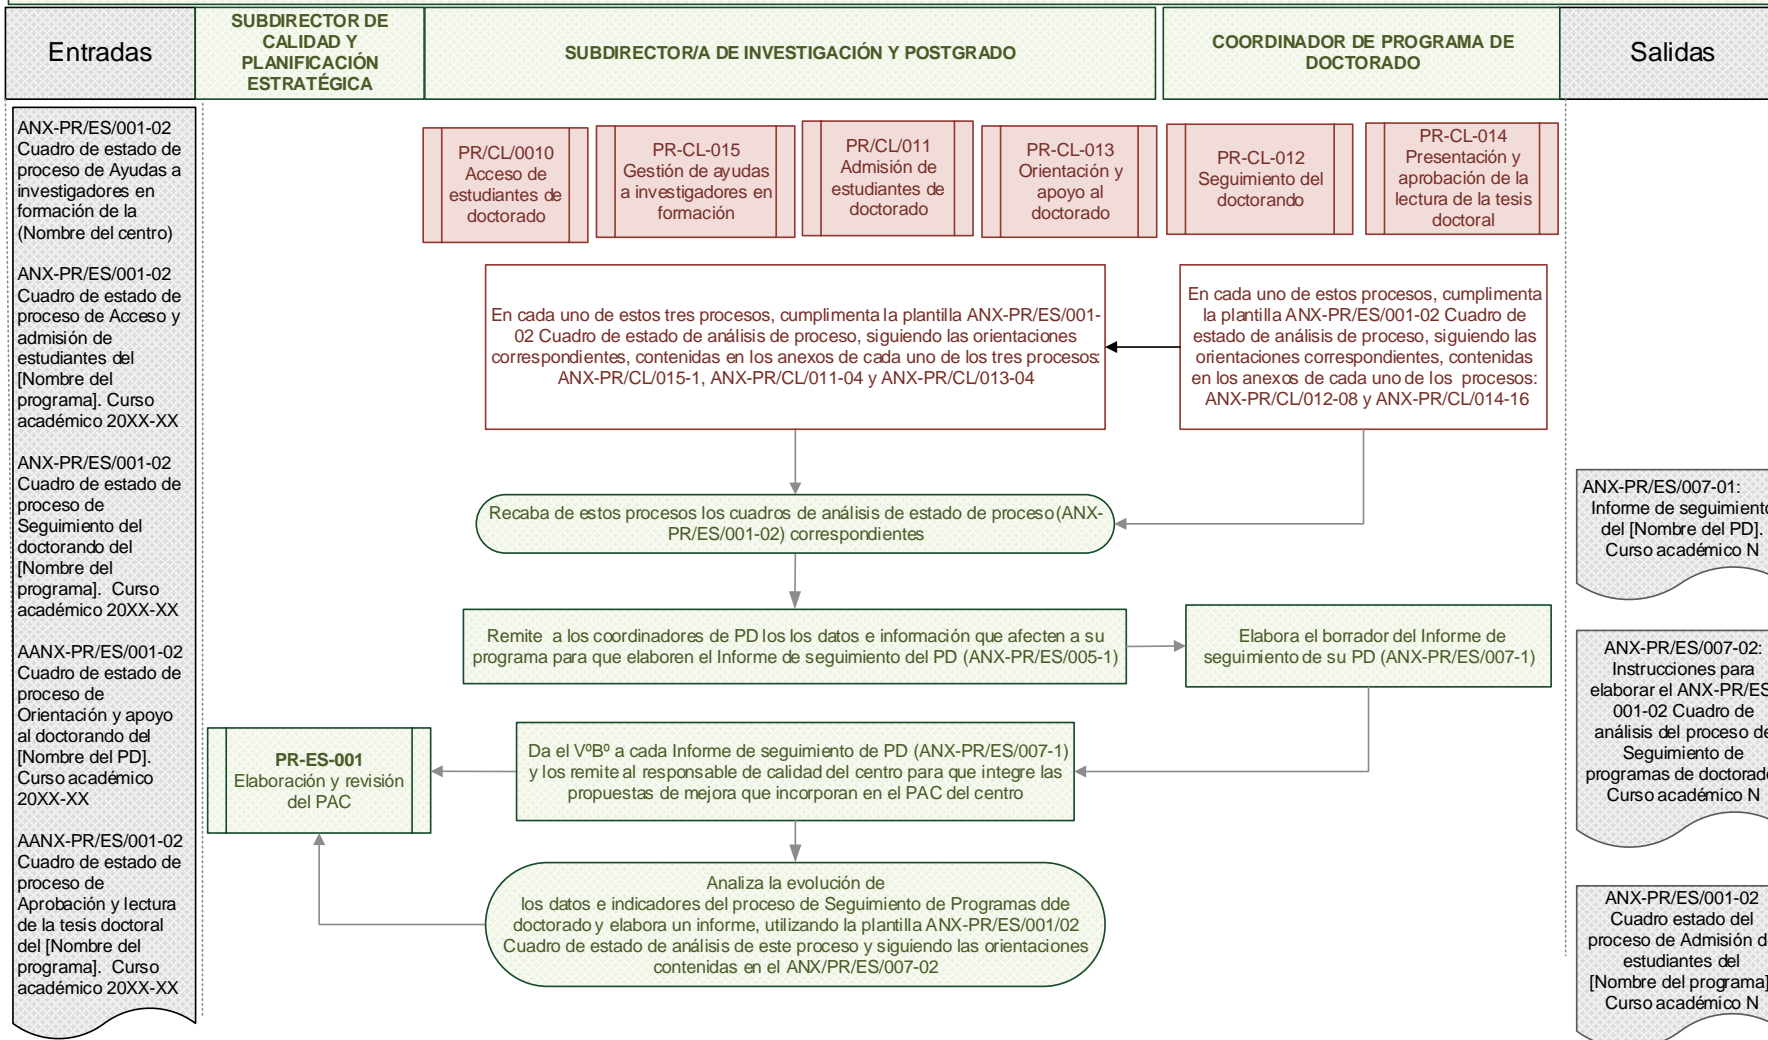 Entradas
SUBDIRECTOR DE
CALIDAD Y
PLANIFICACIÓN
ESTRATÉGICA
SUBDIRECTOR/A DE INVESTIGACIÓN Y POSTGRADO
COORDINADOR DE PROGRAMA DE
DOCTORADO
Salidas
ANX-PR/ES/001-02
Cuadro de estado de
proceso de Ayudas a
investigadores en
formación de la
(Nombre del centro)
ANX-PR/ES/001-02
Cuadro de estado de
proceso de Acceso y
admisión de
estudiantes del
[Nombre del
programa]. Curso
académico 20XX-XX
ANX-PR/ES/001-02
Cuadro de estado de
proceso de
Seguimiento del
doctorando del
[Nombre del
programa].  Curso
académico 20XX-XX
AANX-PR/ES/001-02
Cuadro de estado de
proceso de
Orientación y apoyo
al doctorando del
[Nombre del PD].
Curso académico
20XX-XX
AANX-PR/ES/001-02
Cuadro de estado de
proceso de
Aprobación y lectura
de la tesis doctoral
del [Nombre del
programa].  Curso
académico 20XX-XX
PR/CL/0010
Acceso de
estudiantes de
doctorado
PR-CL-015
Gestión de ayudas
a investigadores en
formación
PR/CL/011
Admisión de
estudiantes de
doctorado
PR-CL-013
Orientación y
apoyo al
doctorado
PR-CL-012
Seguimiento del
doctorando
PR-CL-014
Presentación y
aprobación de la
lectura de la tesis
doctoral
En cada uno de estos tres procesos, cumplimenta la plantilla ANX-PR/ES/001-
02 Cuadro de estado de análisis de proceso, siguiendo las orientaciones
correspondientes, contenidas en los anexos de cada uno de los tres procesos:
ANX-PR/CL/015-1, ANX-PR/CL/011-04 y ANX-PR/CL/013-04
En cada uno de estos procesos, cumplimenta
la plantilla ANX-PR/ES/001-02 Cuadro de
estado de análisis de proceso, siguiendo las
orientaciones correspondientes, contenidas
en los anexos de cada uno de los  procesos:
ANX-PR/CL/012-08 y ANX-PR/CL/014-16
Recaba de estos procesos los cuadros de análisis de estado de proceso (ANX-
PR/ES/001-02) correspondientes
Remite  a los coordinadores de PD los los datos e información que afecten a su
programa para que elaboren el Informe de seguimiento del PD (ANX-PR/ES/005-1)
Elabora el borrador del Informe de
seguimiento de su PD (ANX-PR/ES/007-1)
PR-ES-001
Elaboración y revisión
del PAC
Da el VºBº a cada Informe de seguimiento de PD (ANX-PR/ES/007-1)
y los remite al responsable de calidad del centro para que integre las
propuestas de mejora que incorporan en el PAC del centro
Analiza la evolución de
los datos e indicadores del proceso de Seguimiento de Programas dde
doctorado y elabora un informe, utilizando la plantilla ANX-PR/ES/001/02
Cuadro de estado de análisis de este proceso y siguiendo las orientaciones
contenidas en el ANX/PR/ES/007-02
ANX-PR/ES/007-01:
Informe de seguimiento
del [Nombre del PD].
Curso académico N
ANX-PR/ES/007-02:
Instrucciones para
elaborar el ANX-PR/ES
001-02 Cuadro de
análisis del proceso de
Seguimiento de
programas de doctorado
Curso académico N
ANX-PR/ES/001-02
Cuadro estado del
proceso de Admisión d
estudiantes del
[Nombre del programa]
Curso académico N